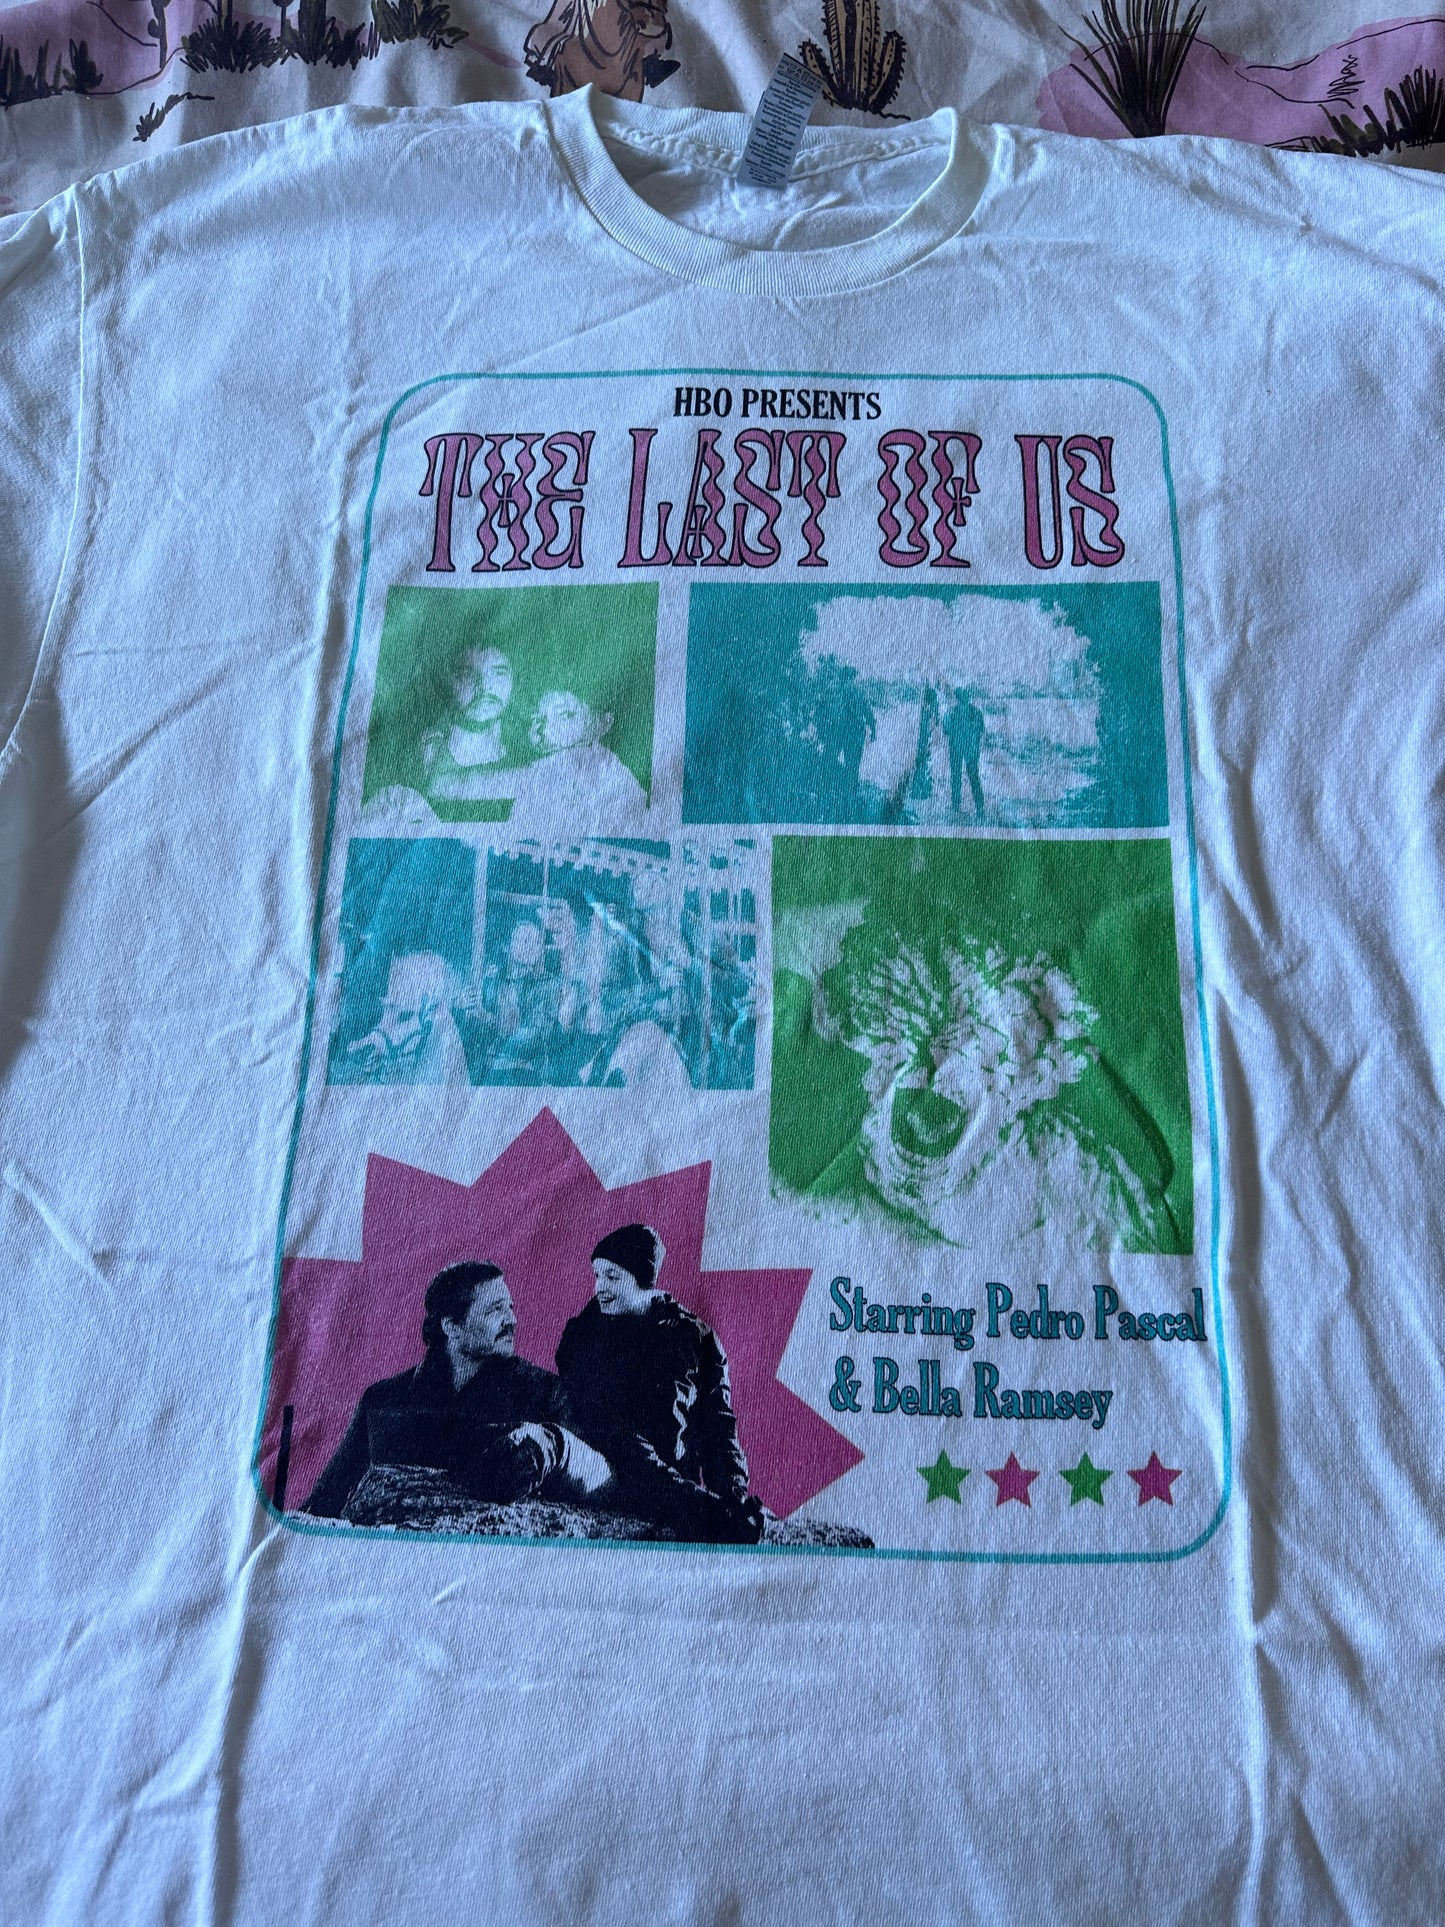 HBO PRESENTS
THE LAST OF US
Starring Pedro Pascal
& Bella Ramsey